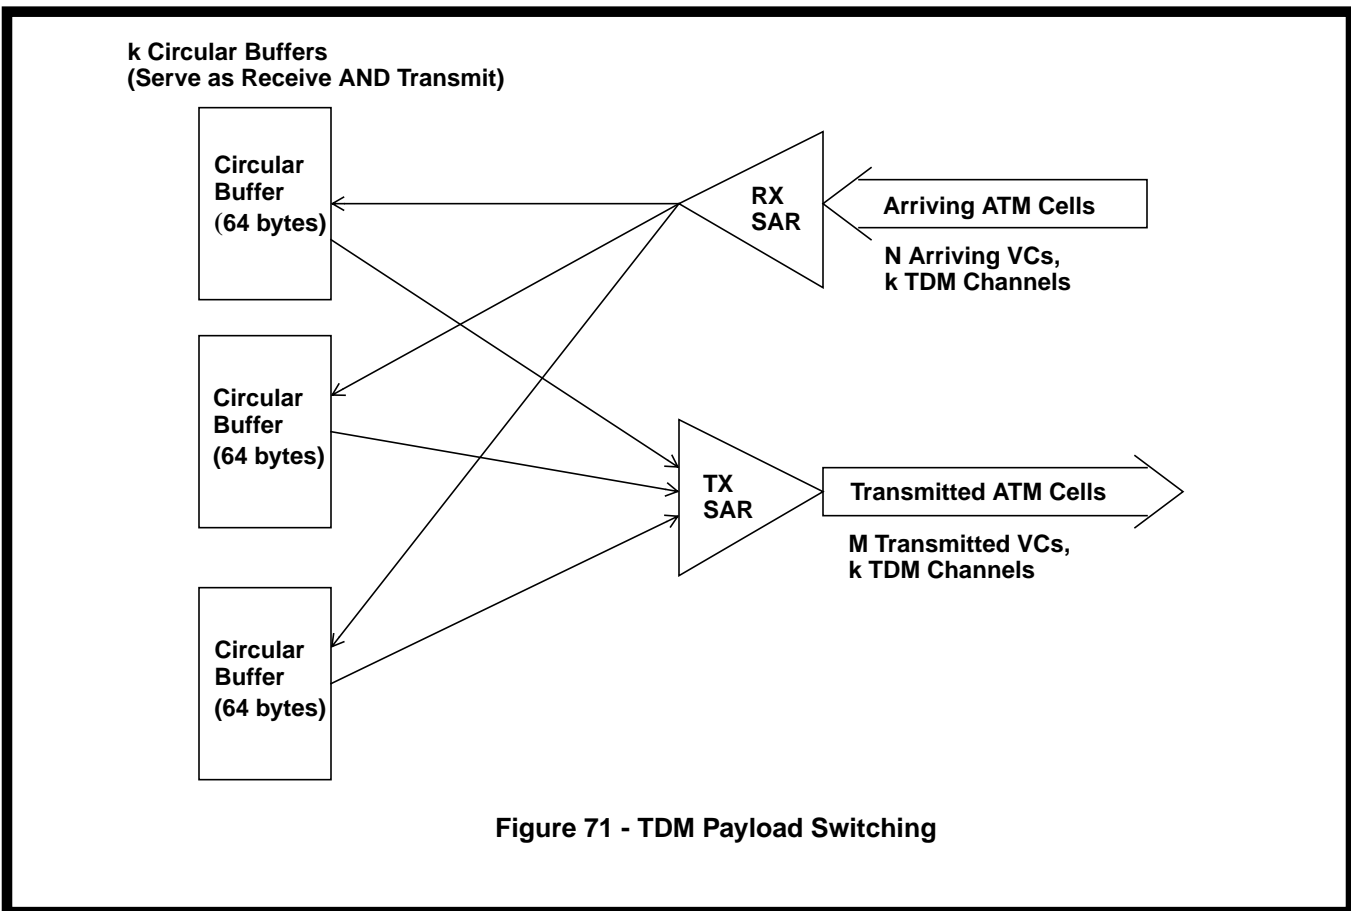 k Circular Buffers
(Serve as Receive AND Transmit)
Circular
Buffer
(64 bytes)
RX
SAR
Arriving ATM Cells
N Arriving VCs,
k TDM Channels
Circular
Buffer
(64 bytes)
TX
SAR
Transmitted ATM Cells
M Transmitted VCs,
k TDM Channels
Circular
Buffer
(64 bytes)
Figure 71 - TDM Payload Switching